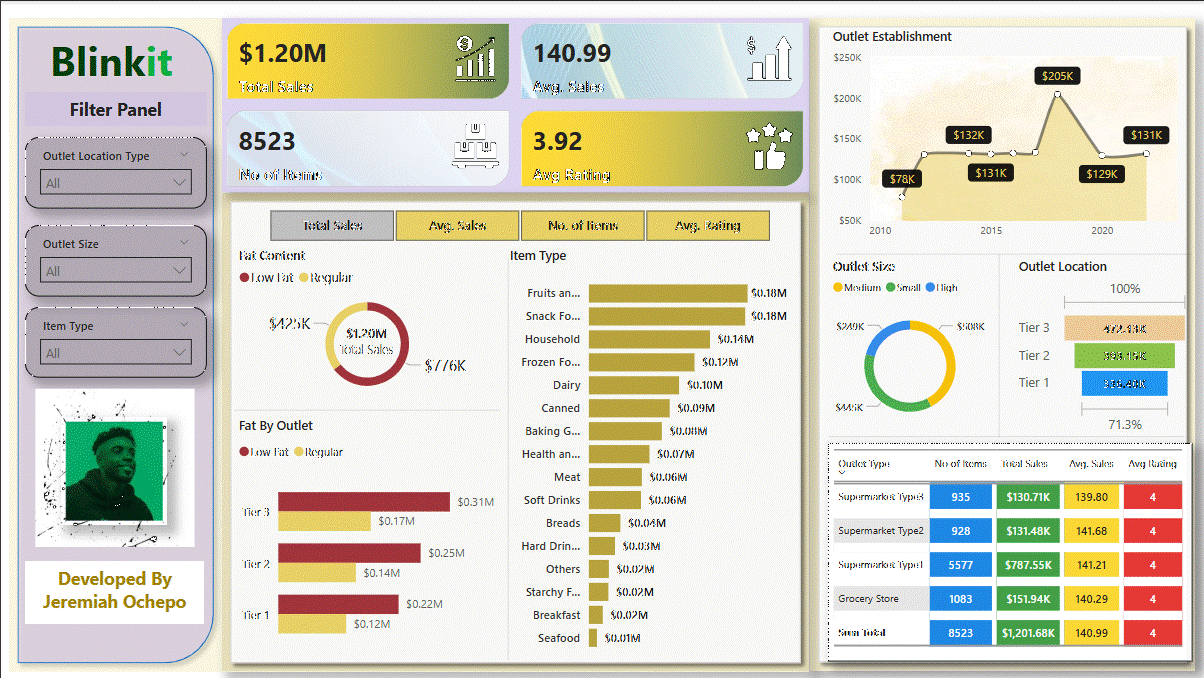 Blinkit
Filter Panel
Outlet Location Type
All
Outlet Size
All
Item Type
All
Developed By
Jeremiah Ochepo
$1.20M
Total Sales
140.99
Avg. Sales
8523
No of Items
3.92
Avg Rating
Total Sales
Avg. Sales
No. of Items
Avg. Rating
Fat Content
Low Fat Regular
$425K
$1.20M
Total Sales
$776K
Fat By Outlet
Low Fat Regular
Tier 3
$0.31M
$0.17M
Tier 2
$0.25M
$0.14M
Tier 1
$0.22M
$0.12M
Item Type
Fruits an... $0.18M
Snack Fo... $0.18M
Household $0.14M
Frozen Fo... $0.12M
Dairy $0.10M
Canned $0.09M
Baking G... $0.08M
Health an... $0.07M
Meat $0.06M
Soft Drinks $0.06M
Breads $0.04M
Hard Drin... $0.03M
Others $0.02M
Starchy F... $0.02M
Breakfast $0.02M
Seafood $0.01M
Outlet Establishment
$250K
$200K
$150K
$100K
$50K
$78K
$132K
$131K
$205K
$129K
$131K
2010 2015 2020
Outlet Size
Medium Small High
$249K
$508K
$445K
Outlet Location
100%
Tier 3 $472.13K
Tier 2 $393.15K
Tier 1 $336.40K
71.3%
Outlet Type No of Items Total Sales Avg. Sales Avg Rating
Supermarket Type3 935 $130.71K 139.80 4
Supermarket Type2 928 $131.48K 141.68 4
Supermarket Type1 5577 $787.55K 141.21 4
Grocery Store 1083 $151.94K 140.29 4
Sum Total 8523 $1,201.68K 140.99 4